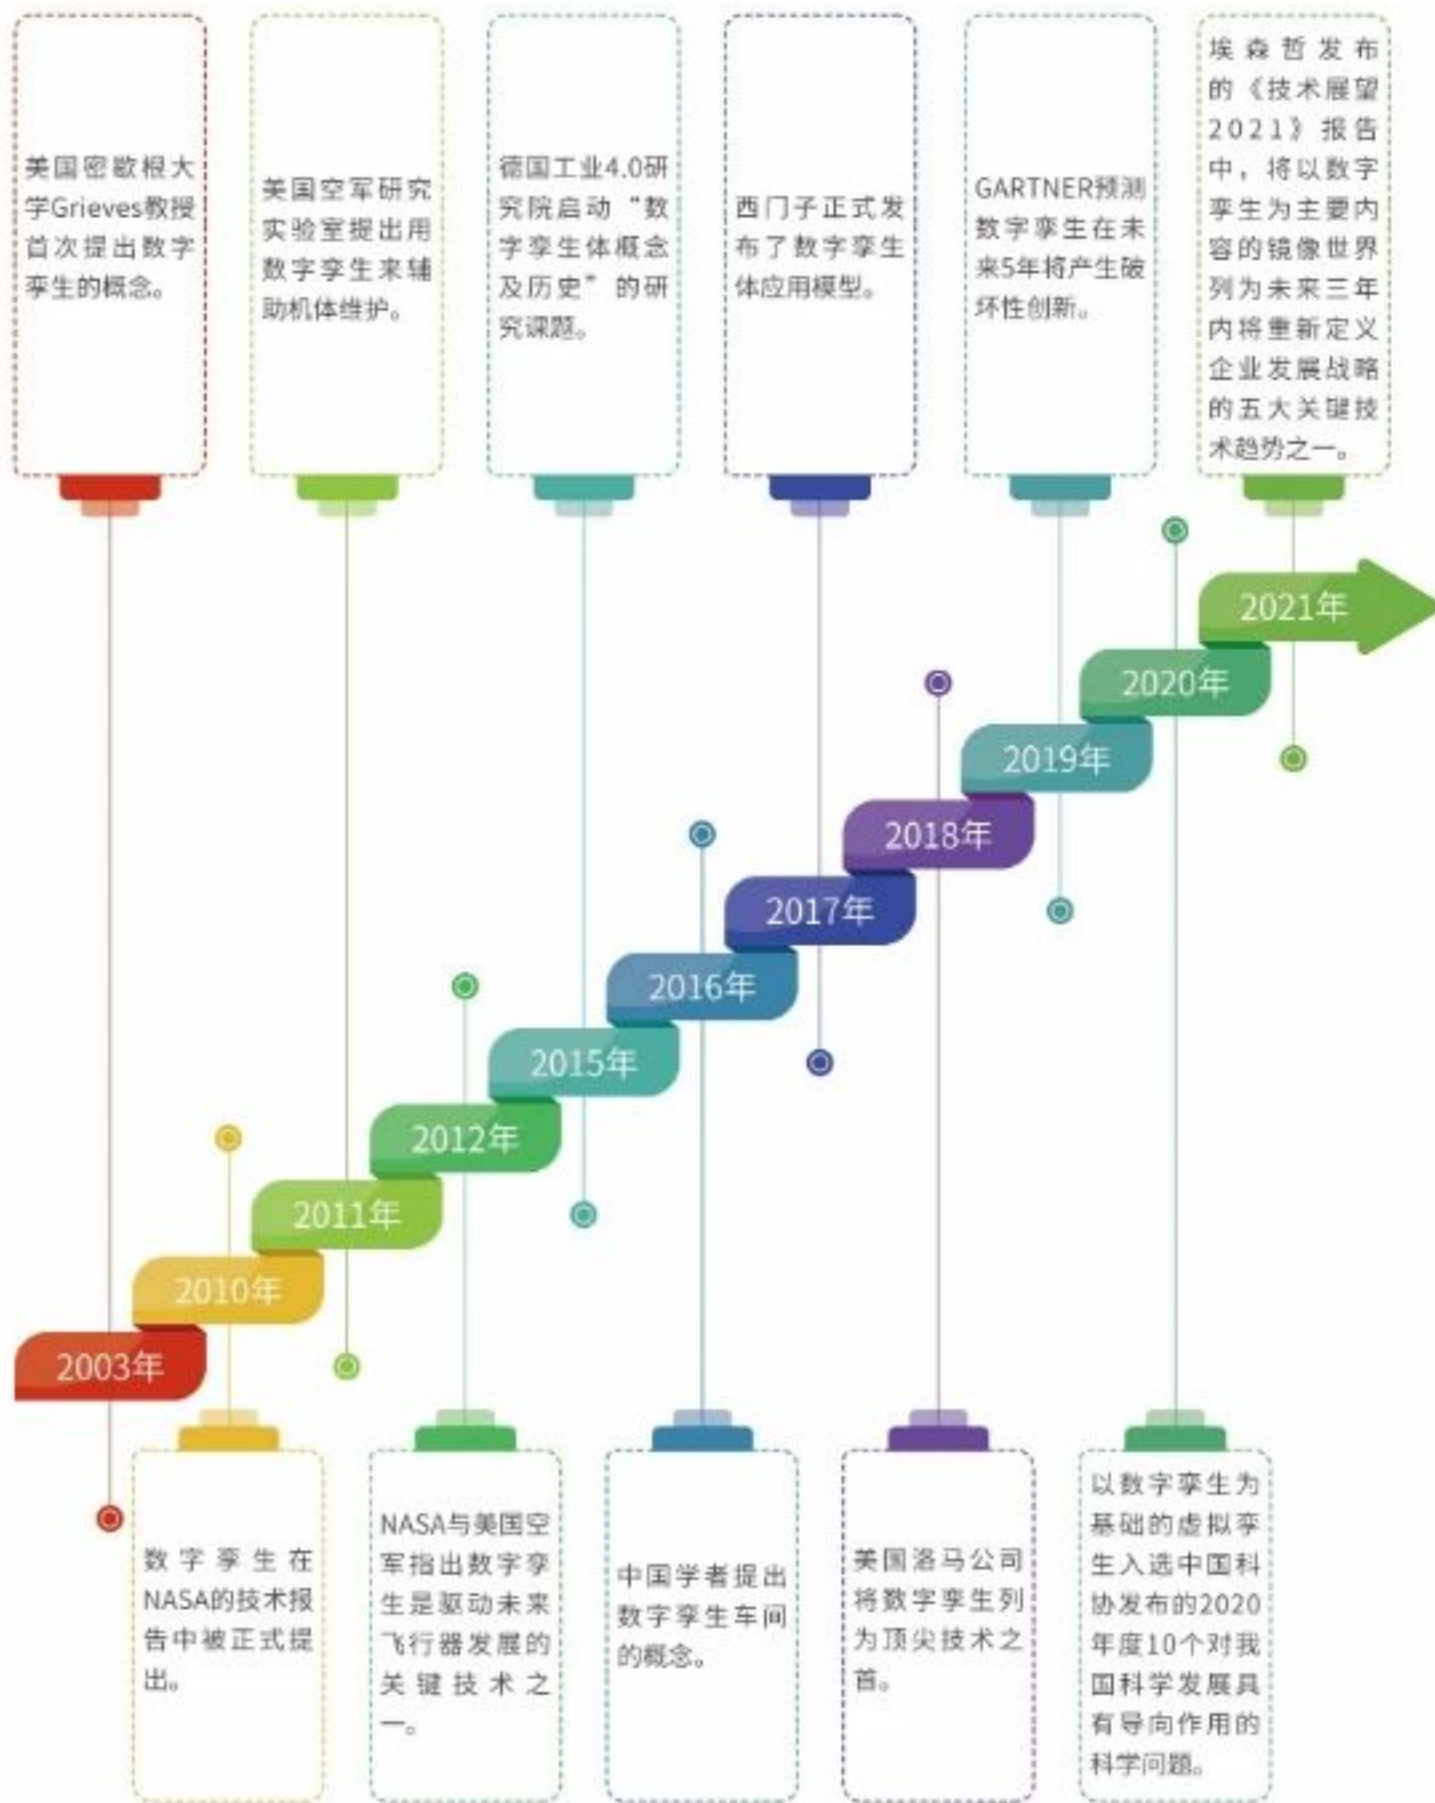 美国密歇根大
学Grieves教授
首次提出数字
孪生的概念。
美国空军研究
实验室提出用
数字孪生来辅
助机体维护。
德国工业4.0研
究院启动“数
字孪生体概念
及历史”的研
究课题。
西门子正式发
布了数字孪生
体应用模型。
GARTNER预测
数字孪生在未
来5年将产生破
坏性创新。
埃森哲发布
的《技术展望
2021》报告
中，将以数字
孪生为主要内
容的镜像世界
列为未来三年
内将重新定义
企业发展战略
的五大关键技
术趋势之一。
2021年
2020年
2019年
2018年
2017年
2016年
2015年
2012年
2011年
2010年
2003年
数字孪生在
NASA的技术报
告中被正式提
出。
NASA与美国空
军指出数字孪
生是驱动未来
飞行器发展的
关键技术之
一。
中国学者提出
数字孪生车间
的概念。
美国洛马公司
将数字孪生列
为顶尖技术之
首。
以数字孪生为
基础的虚拟孪
生入选中国科
协发布的2020
年度10个对我
国科学发展具
有导向作用的
科学问题。